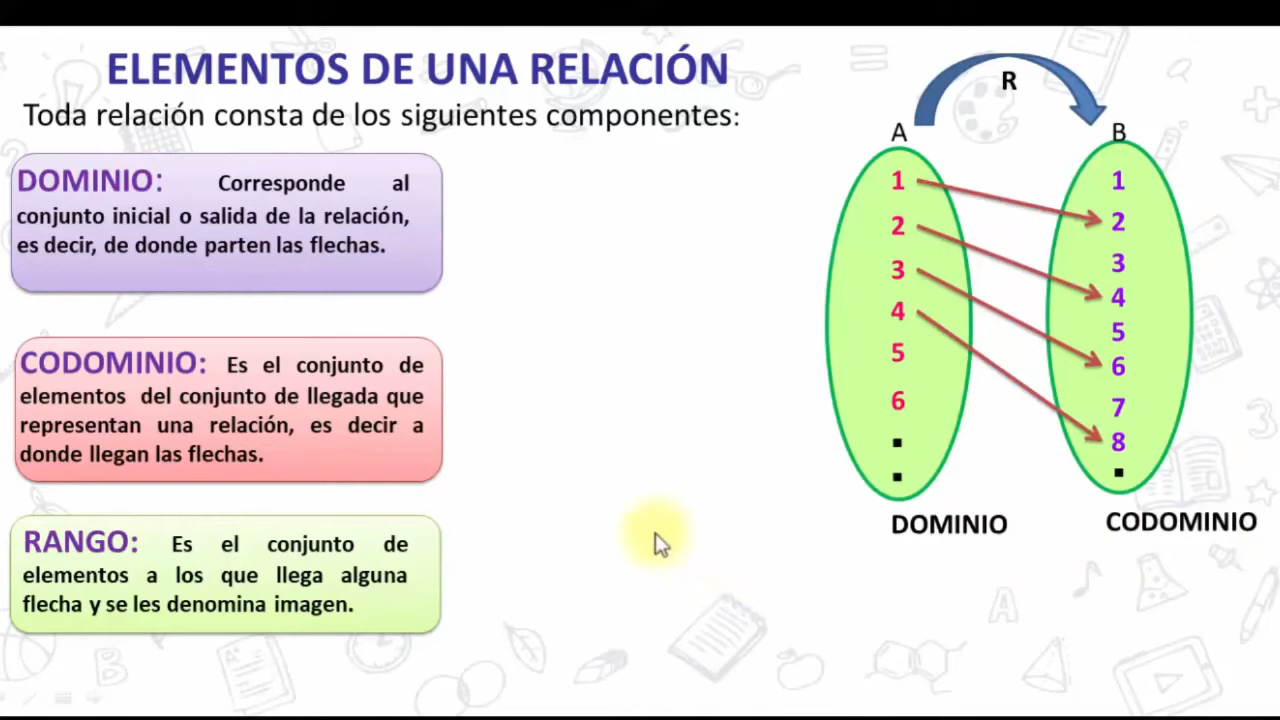 ELEMENTOS DE UNA RELACIÓN
Toda relación consta de los siguientes componentes:
DOMINIO: Corresponde al
conjunto inicial o salida de la relación,
es decir, de donde parten las flechas.
CODOMINIO: Es el conjunto de
elementos del conjunto de llegada que
representan una relación, es decir a
donde llegan las flechas.
RANGO: Es el conjunto de
elementos a los que llega alguna
flecha y se les denomina imagen.
R
A
1
2
3
4
5
6
DOMINIO
B
1
2
3
4
5
6
7
8
CODOMINIO